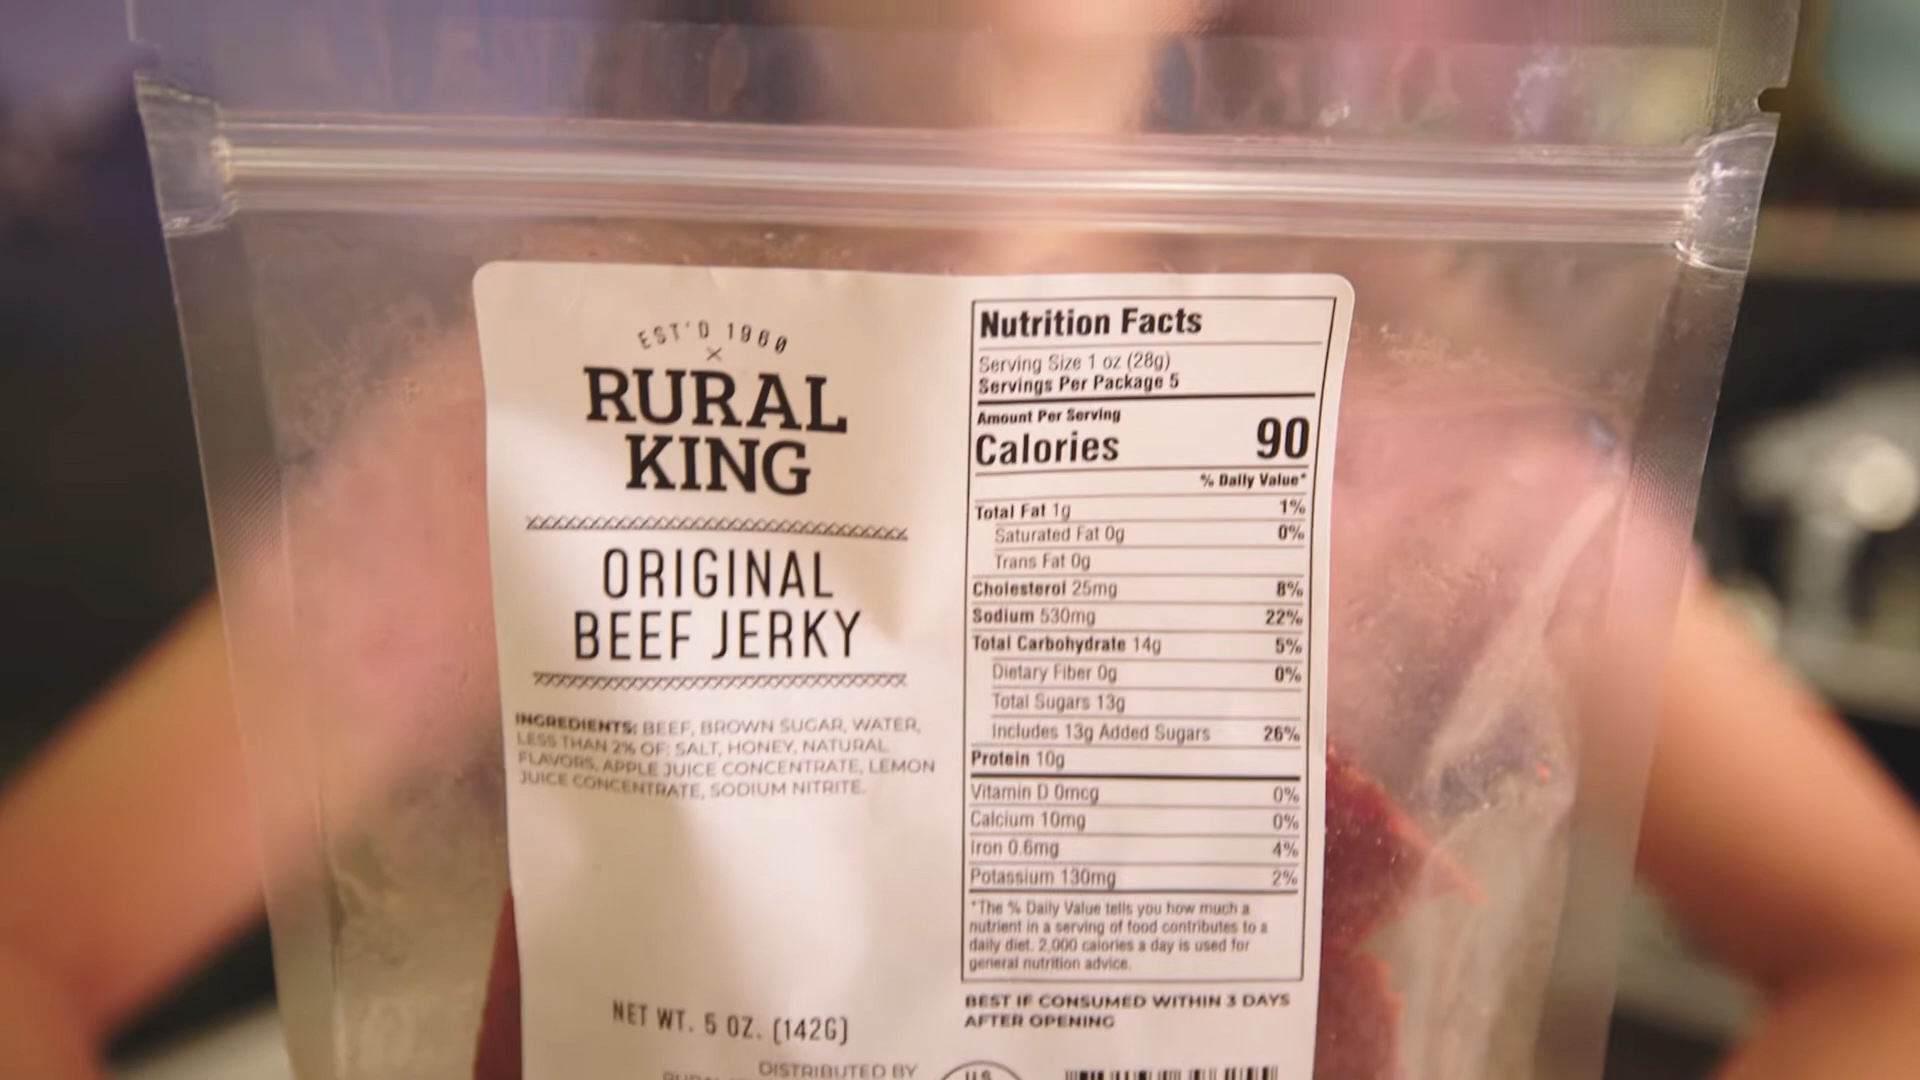 EST'D 1960
X
RURAL
KING
ORIGINAL
BEEF JERKY
INGREDIENTS: BEEF, BROWN SUGAR, WATER,
LESS THAN 2% OF: SALT, HONEY, NATURAL
FLAVORS, APPLE JUICE CONCENTRATE, LEMON
JUICE CONCENTRATE, SODIUM NITRITE.
NET WT. 5 OZ. (142G)
DISTRIBUTED BY
Nutrition Facts
Serving Size 1 oz (28g)
Servings Per Package 5
Amount Per Serving
Calories 90
% Daily Value*
Total Fat 1g 1%
Saturated Fat 0g 0%
Trans Fat 0g
Cholesterol 25mg 8%
Sodium 530mg 22%
Total Carbohydrate 14g 5%
Dietary Fiber 0g 0%
Total Sugars 13g
Includes 13g Added Sugars 26%
Protein 10g
Vitamin D 0mcg 0%
Calcium 10mg 0%
Iron 0.6mg 4%
Potassium 130mg 2%
*The % Daily Value tells you how much a
nutrient in a serving of food contributes to a
daily diet. 2,000 calories a day is used for
general nutrition advice.
BEST IF CONSUMED WITHIN 3 DAYS
AFTER OPENING
U.S.